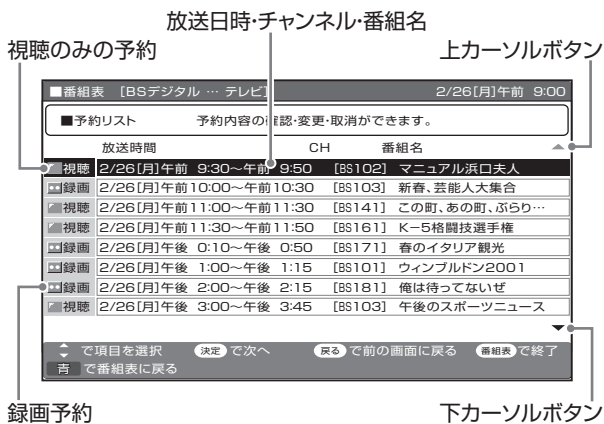 放送日時・チャンネル・番組名
視聴のみの予約
上カーソルボタン
■番組表 [BSデジタル … テレビ] 2/26[月]午前 9:00
■予約リスト 予約内容の確認・変更・取消ができます。
放送時間 CH 番組名
視聴 2/26[月]午前 9:30〜午前 9:50 [BS102] マニュアル浜口夫人
録画 2/26[月]午前10:00〜午前10:30 [BS103] 新春、芸能人大集合
視聴 2/26[月]午前11:00〜午前11:30 [BS141] この町、あの町、ぶらり…
視聴 2/26[月]午前11:30〜午前11:50 [BS161] K−5格闘技選手権
録画 2/26[月]午後 0:10〜午後 0:50 [BS171] 春のイタリア観光
録画 2/26[月]午後 1:00〜午後 1:15 [BS101] ウィンブルドン2001
録画 2/26[月]午後 2:00〜午後 2:15 [BS181] 俺は待ってないぜ
視聴 2/26[月]午後 3:00〜午後 3:45 [BS103] 午後のスポーツニュース
で項目を選択 決定 で次へ 戻る で前の画面に戻る 番組表 で終了
青 で番組表に戻る
録画予約
下カーソルボタン